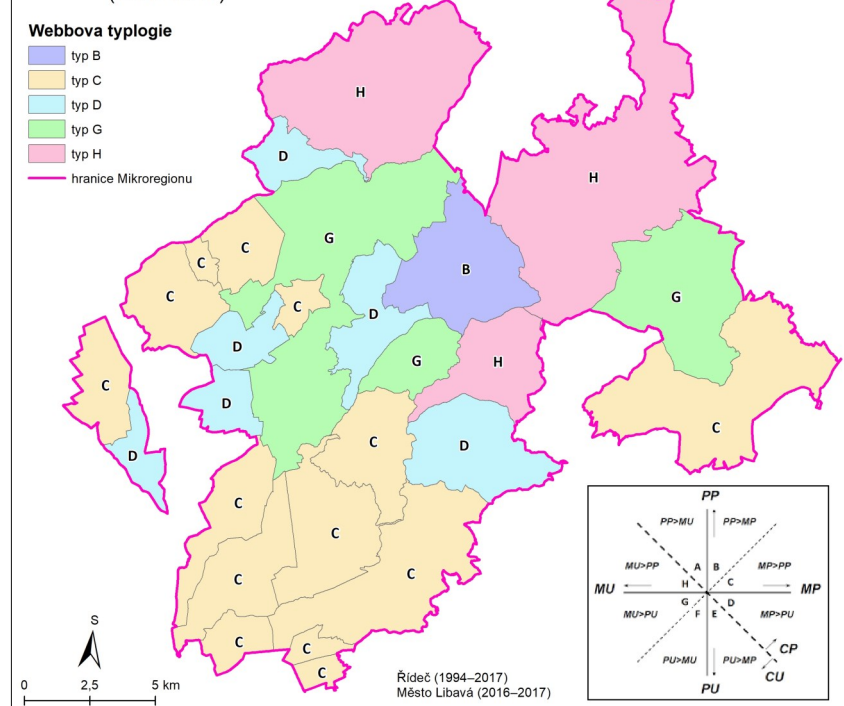 Webbova typlogie
typ B
typ C
typ D
typ G
typ H
hranice Mikroregionu
H
D
H
G
C
C
B
C
G
C
D
D
G
H
C
D
C
C
D
D
C
C
C
C
C
C
C
PP
PP>MU PP>MP
MU>PP MP>PP
A B
H C
MU MP
G D
F E
MU>PU MP>PU
PU>MU PU>MP
CP
CU
PU
S
0 2,5 5 km
Řídeč (1994–2017)
Město Libavá (2016–2017)